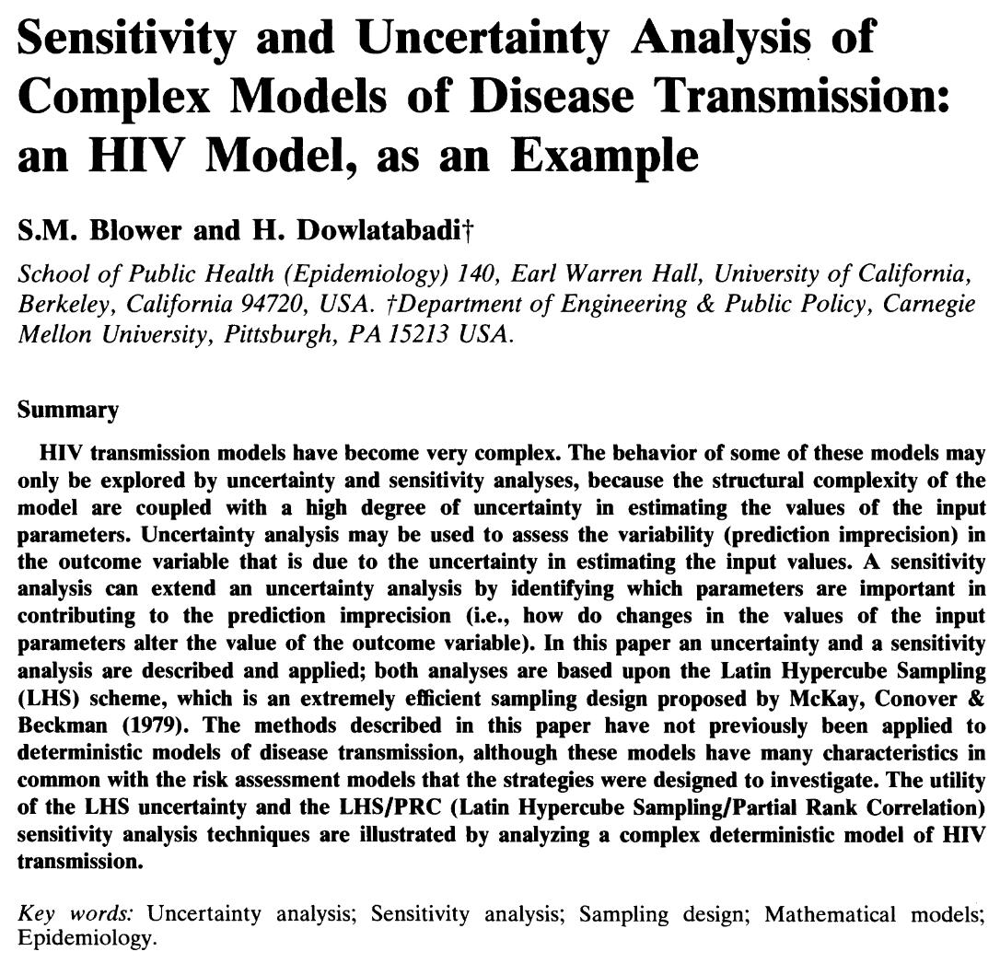 Sensitivity and Uncertainty Analysis of
Complex Models of Disease Transmission:
an HIV Model, as an Example
S.M. Blower and H. Dowlatabadi†
School of Public Health (Epidemiology) 140, Earl Warren Hall, University of California,
Berkeley, California 94720, USA. †Department of Engineering & Public Policy, Carnegie
Mellon University, Pittsburgh, PA 15213 USA.
Summary
HIV transmission models have become very complex. The behavior of some of these models may
only be explored by uncertainty and sensitivity analyses, because the structural complexity of the
model are coupled with a high degree of uncertainty in estimating the values of the input
parameters. Uncertainty analysis may be used to assess the variability (prediction imprecision) in
the outcome variable that is due to the uncertainty in estimating the input values. A sensitivity
analysis can extend an uncertainty analysis by identifying which parameters are important in
contributing to the prediction imprecision (i.e., how do changes in the values of the input
parameters alter the value of the outcome variable). In this paper an uncertainty and a sensitivity
analysis are described and applied; both analyses are based upon the Latin Hypercube Sampling
(LHS) scheme, which is an extremely efficient sampling design proposed by McKay, Conover &
Beckman (1979). The methods described in this paper have not previously been applied to
deterministic models of disease transmission, although these models have many characteristics in
common with the risk assessment models that the strategies were designed to investigate. The utility
of the LHS uncertainty and the LHS/PRC (Latin Hypercube Sampling/Partial Rank Correlation)
sensitivity analysis techniques are illustrated by analyzing a complex deterministic model of HIV
transmission.
Key words: Uncertainty analysis; Sensitivity analysis; Sampling design; Mathematical models;
Epidemiology.